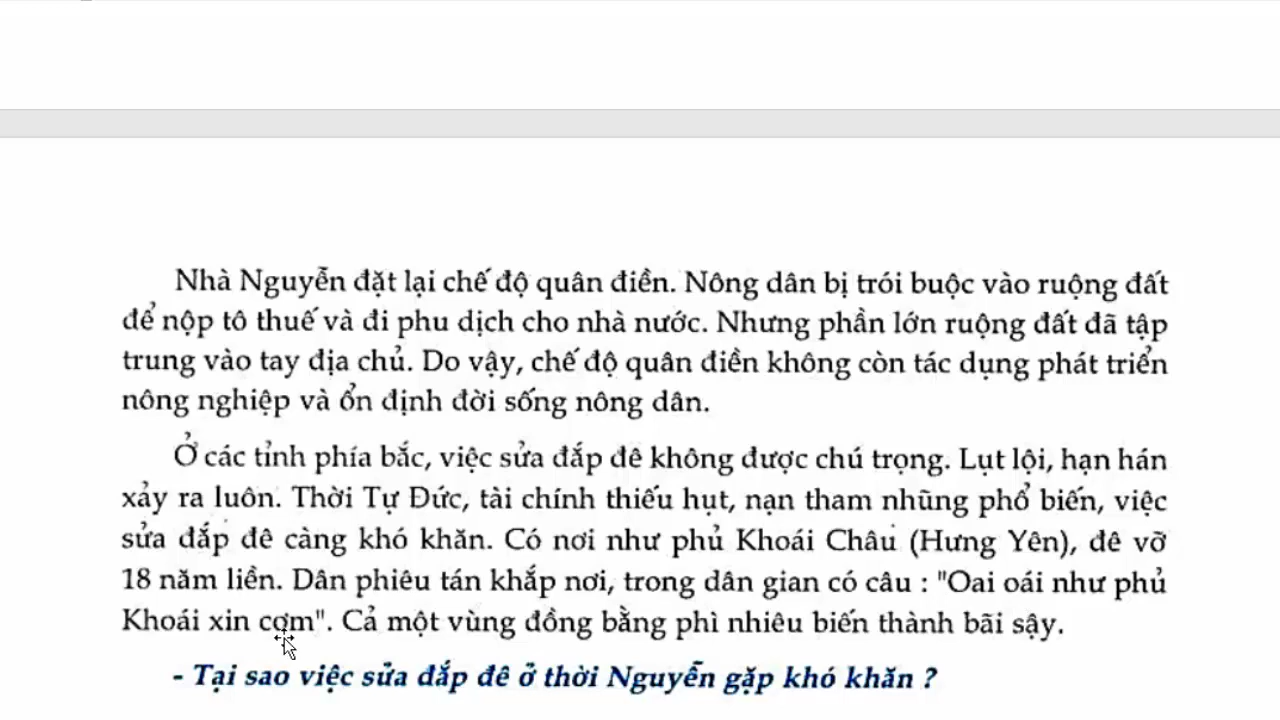 Nhà Nguyễn đặt lại chế độ quân điền. Nông dân bị trói buộc vào ruộng đất
để nộp tô thuế và đi phu dịch cho nhà nước. Nhưng phần lớn ruộng đất đã tập
trung vào tay địa chủ. Do vậy, chế độ quân điền không còn tác dụng phát triển
nông nghiệp và ổn định đời sống nông dân.
Ở các tỉnh phía bắc, việc sửa đắp đê không được chú trọng. Lụt lội, hạn hán
xảy ra luôn. Thời Tự Đức, tài chính thiếu hụt, nạn tham nhũng phổ biến, việc
sửa đắp đê càng khó khăn. Có nơi như phủ Khoái Châu (Hưng Yên), đê vỡ
18 năm liền. Dân phiêu tán khắp nơi, trong dân gian có câu : "Oai oái như phủ
Khoái xin cơm". Cả một vùng đồng bằng phì nhiêu biến thành bãi sậy.
- Tại sao việc sửa đắp đê ở thời Nguyễn gặp khó khăn ?